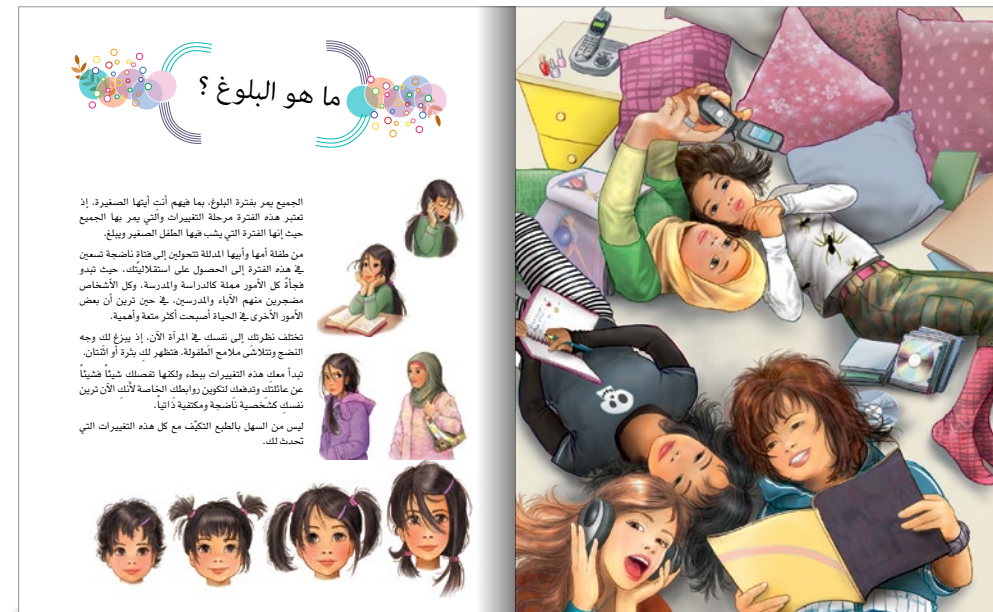 ما هو البلوغ ؟
الجميع يمر بفترة البلوغ، بما فيهم أنتِ أيتها الصغيرة، إذ
تعتبر هذه الفترة مرحلة التغييرات والتي يمر بها الجميع
حيث إنها الفترة التي يشب فيها الطفل الصغير ويبلغ.
من طفلة أمها وأبيها المدللة تتحولين إلى فتاة ناضجة تسعين
في هذه الفترة إلى الحصول على استقلاليتك، حيث تبدو
فجأةً كل الأمور مملة كالدراسة والمدرسة، وكل الأشخاص
مضجرين منهم الآباء والمدرسين، في حين ترين أن بعض
الأمور الأخرى في الحياة أصبحت أكثر متعة وأهمية.
تختلف نظرتكِ إلى نفسكِ في المرآة الآن، إذ يبزغ لكِ وجه
النضج وتتلاشى ملامح الطفولة، فتظهر لكِ بثرة أو اثنتان.
تبدأ معك هذه التغييرات ببطء ولكنها تفصلك شيئاً فشيئاً
عن عائلتكِ وتدفعك لتكوين روابطك الخاصة لأنكِ الآن ترين
نفسكِ كشخصية ناضجة ومكتفية ذاتياً.
ليس من السهل بالطبع التكيّف مع كل هذه التغييرات التي
تحدث لك.